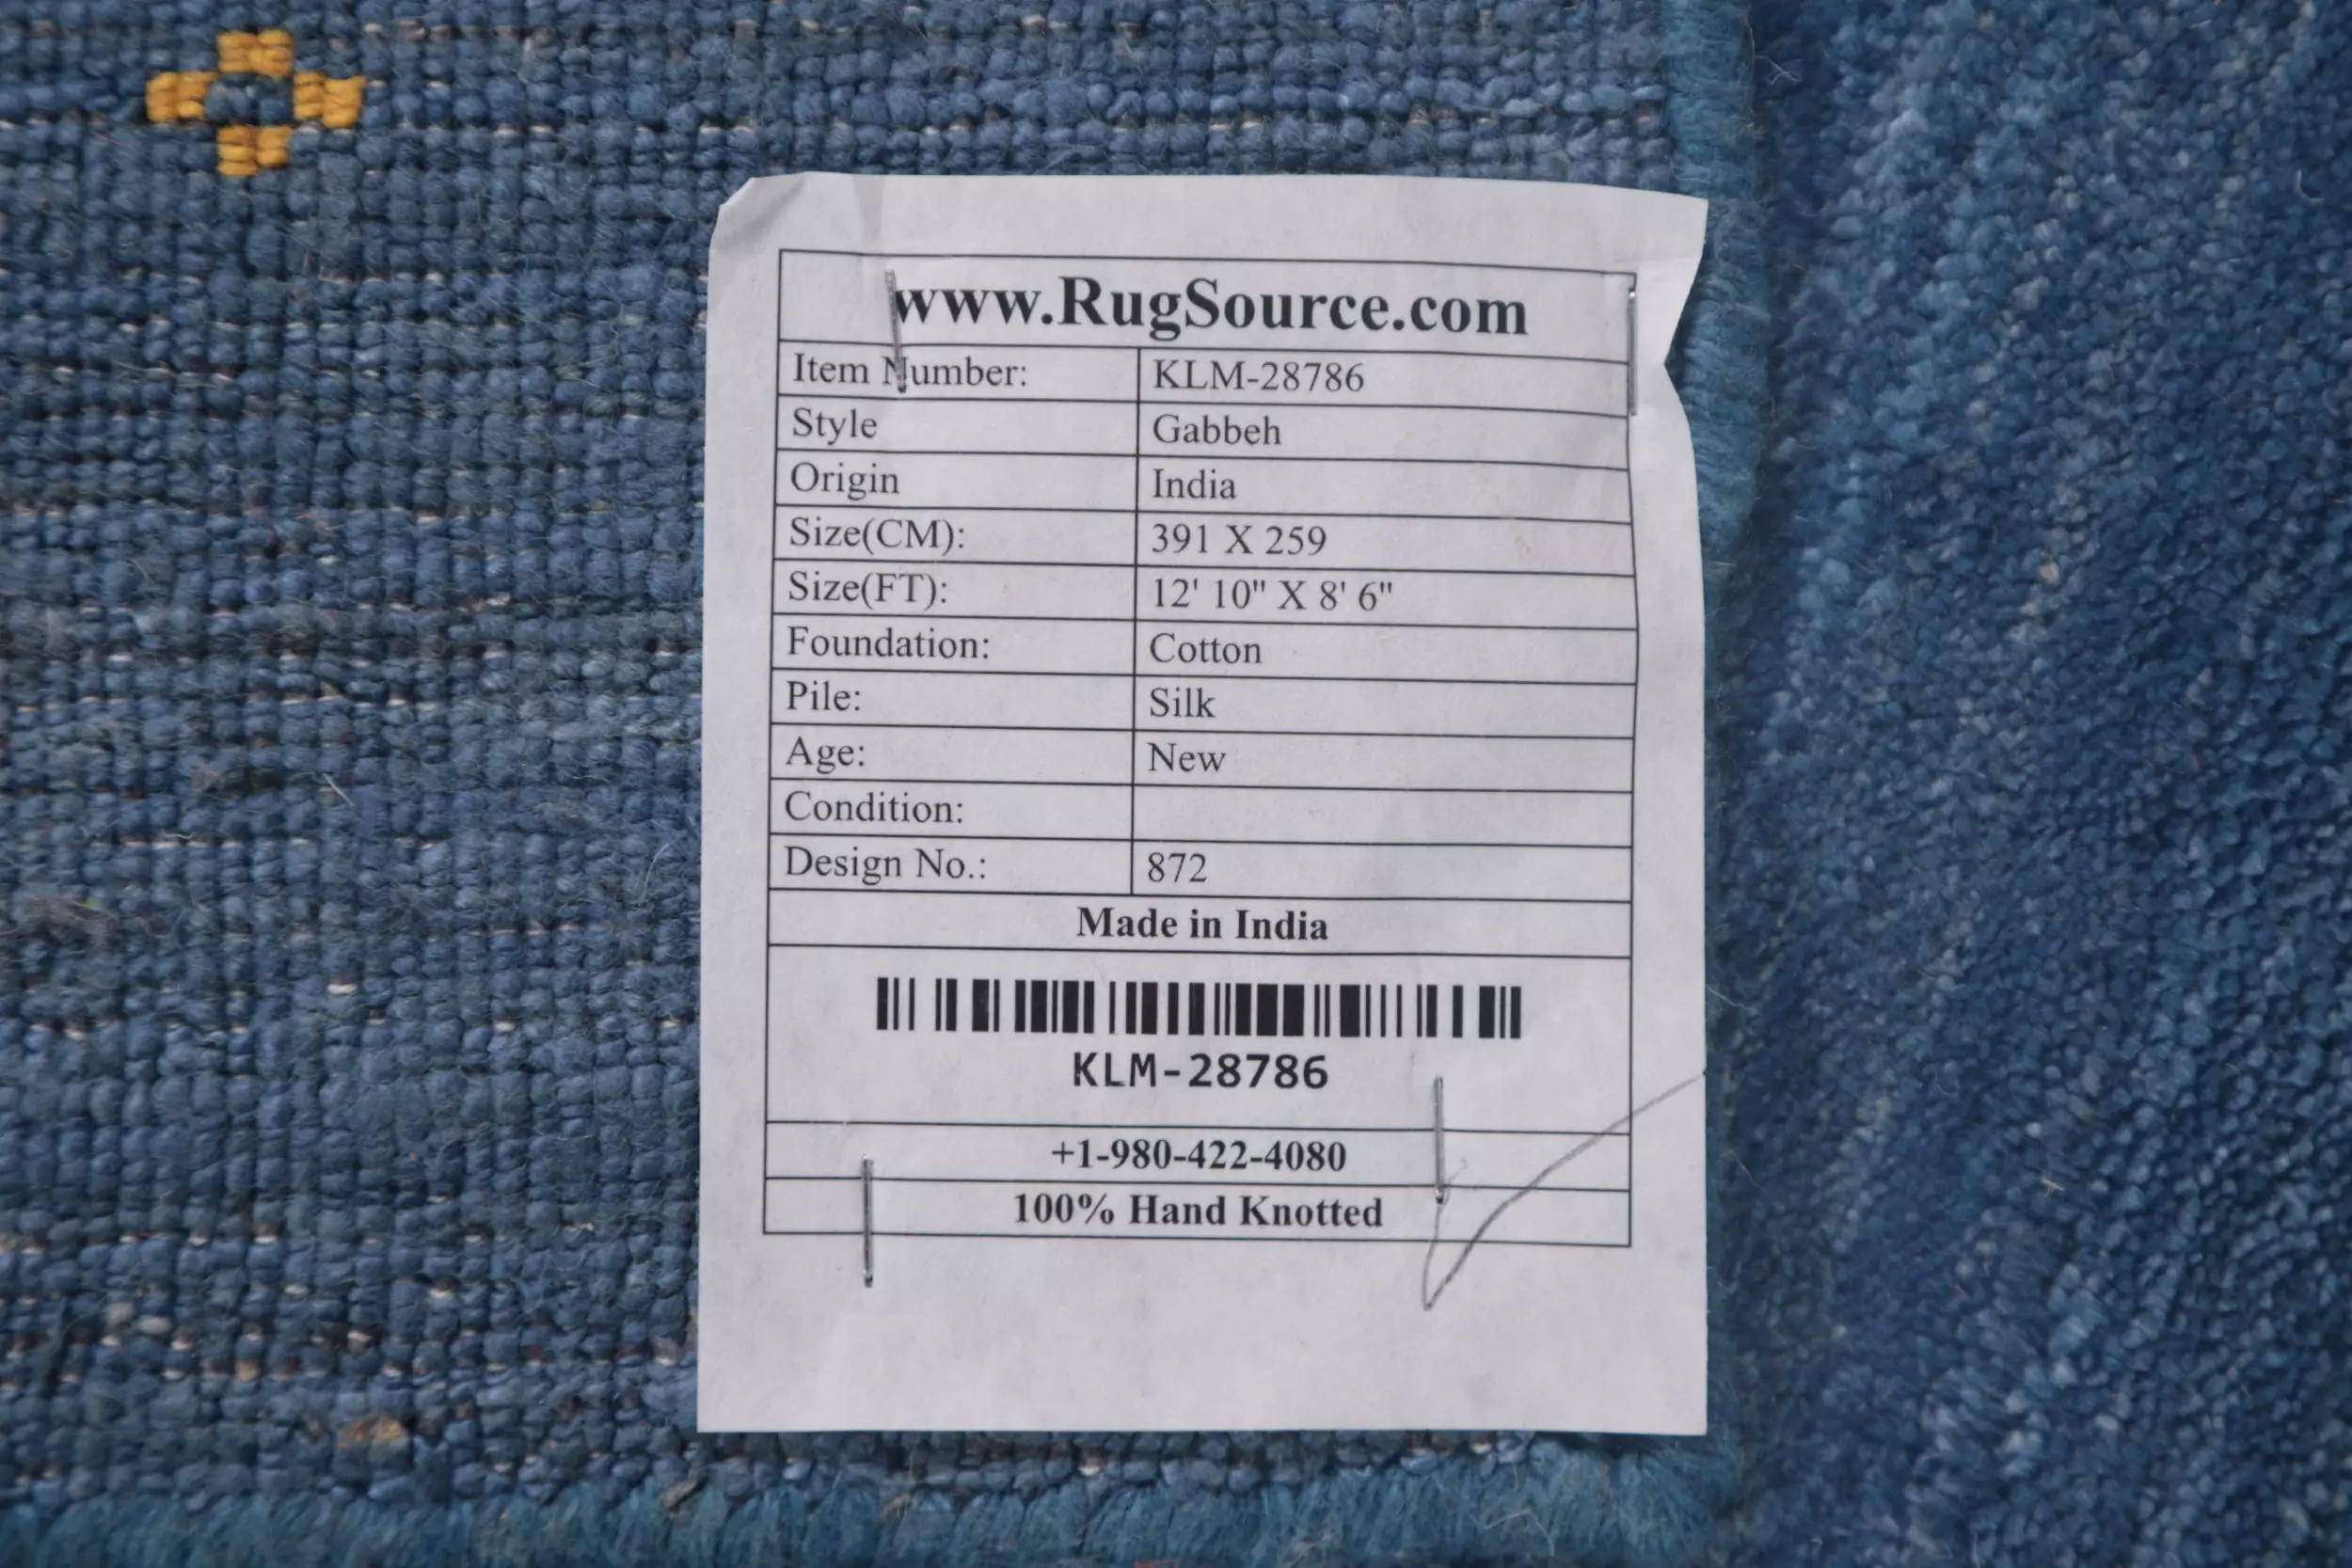 www.RugSource.com
Item Number: KLM-28786
Style Gabbeh
Origin India
Size(CM): 391 X 259
Size(FT): 12' 10" X 8' 6"
Foundation: Cotton
Pile: Silk
Age: New
Condition:
Design No.: 872
Made in India
KLM-28786
+1-980-422-4080
100% Hand Knotted